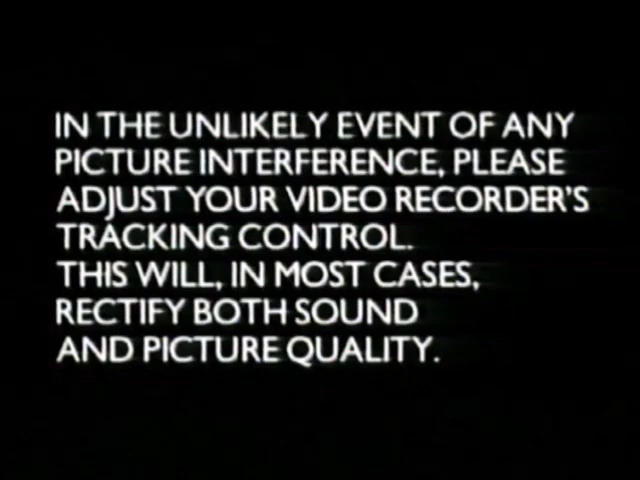 IN THE UNLIKELY EVENT OF ANY
PICTURE INTERFERENCE, PLEASE
ADJUST YOUR VIDEO RECORDER'S
TRACKING CONTROL.
THIS WILL, IN MOST CASES,
RECTIFY BOTH SOUND
AND PICTURE QUALITY.